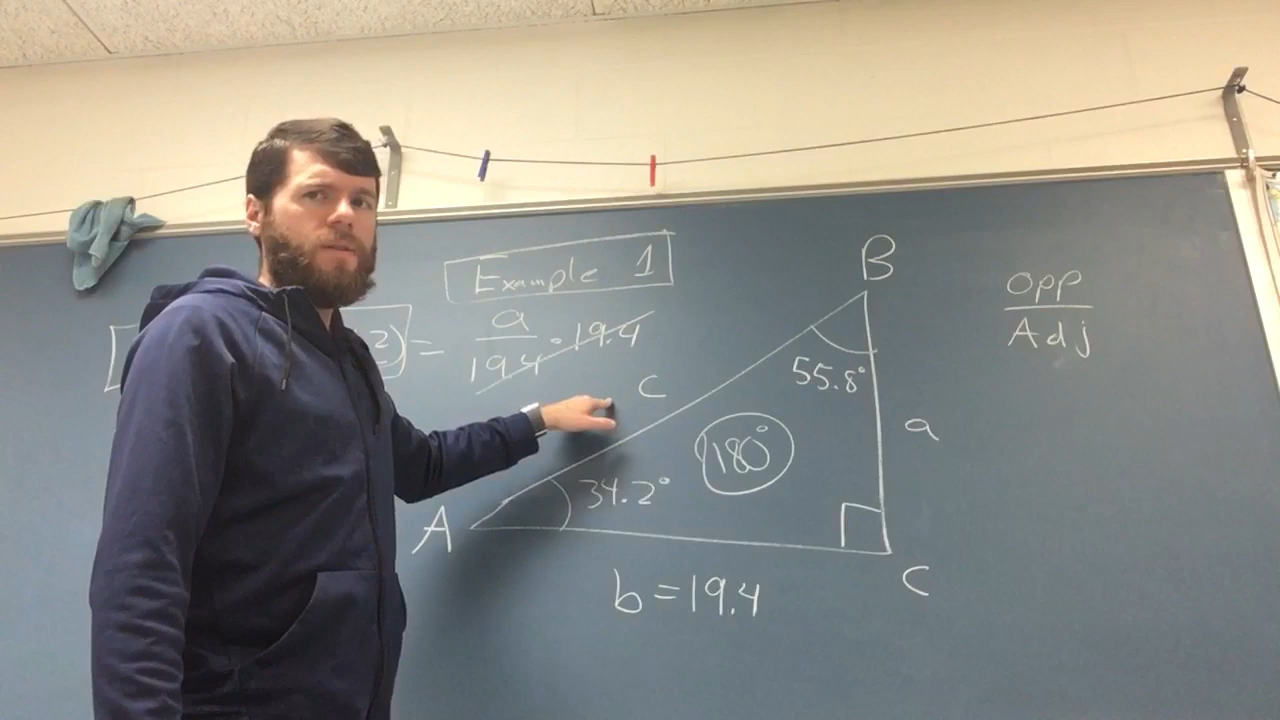 Example 1
2) = a/19.4 · 19.4
B
Opp
Adj
55.8°
c
a
180°
34.2°
A
C
b = 19.4